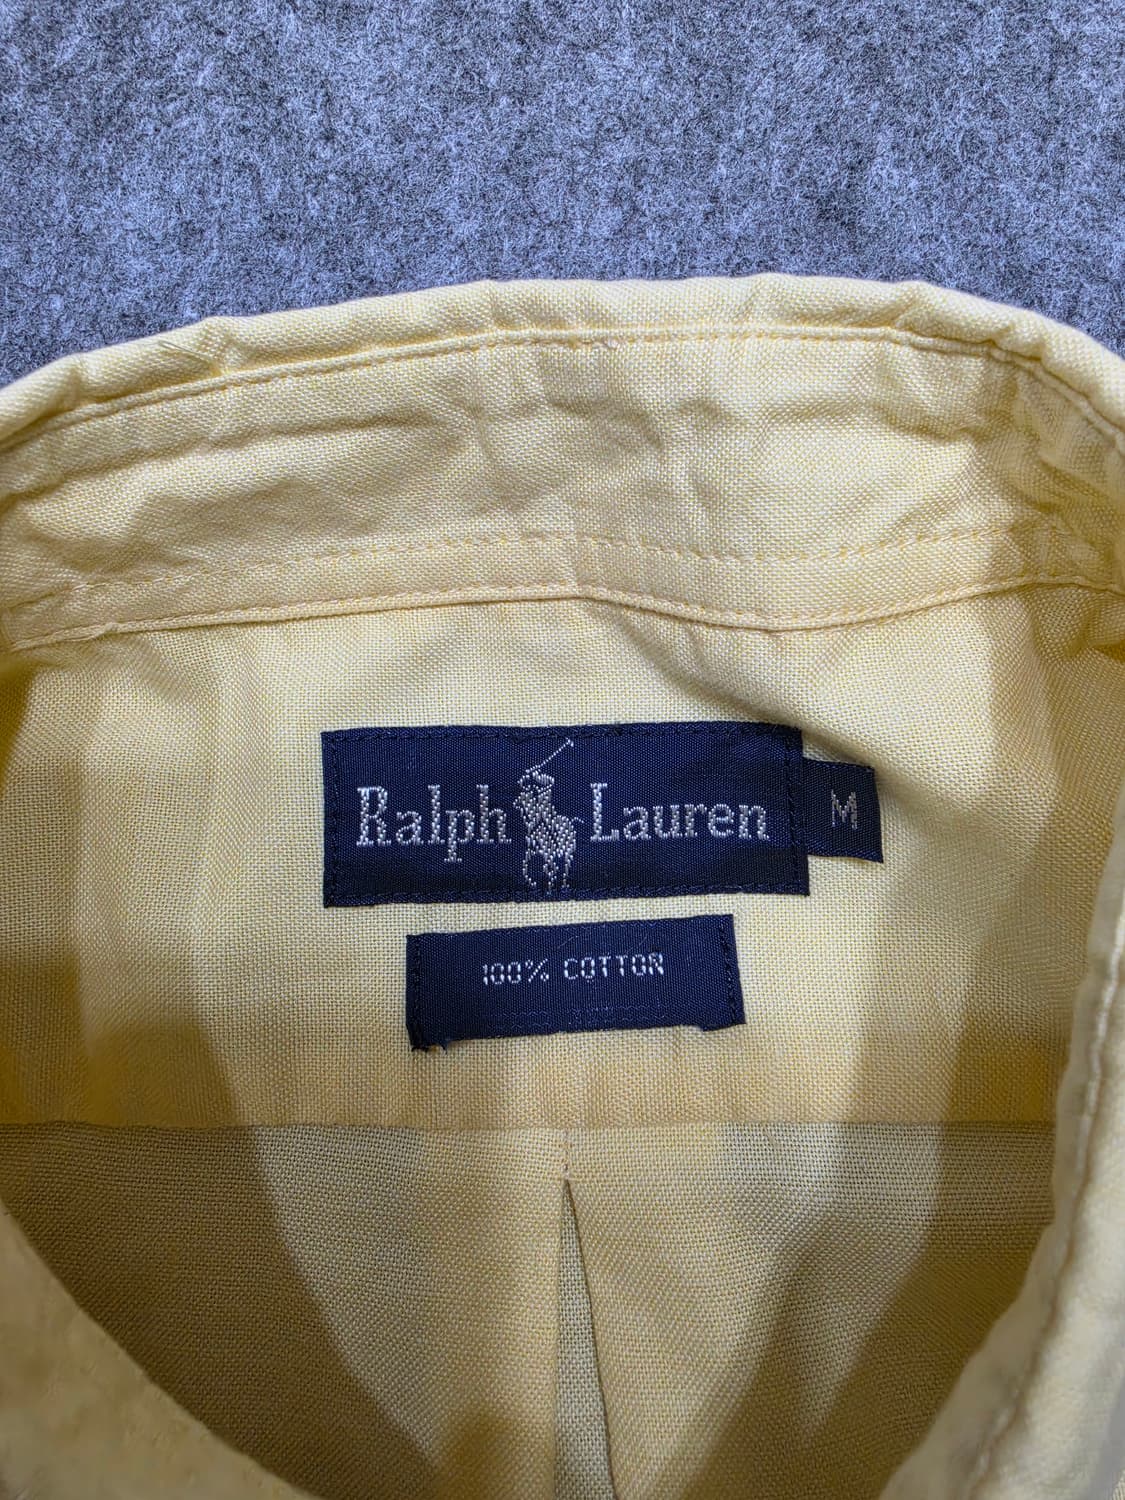 Ralph Lauren
M
100% COTTON